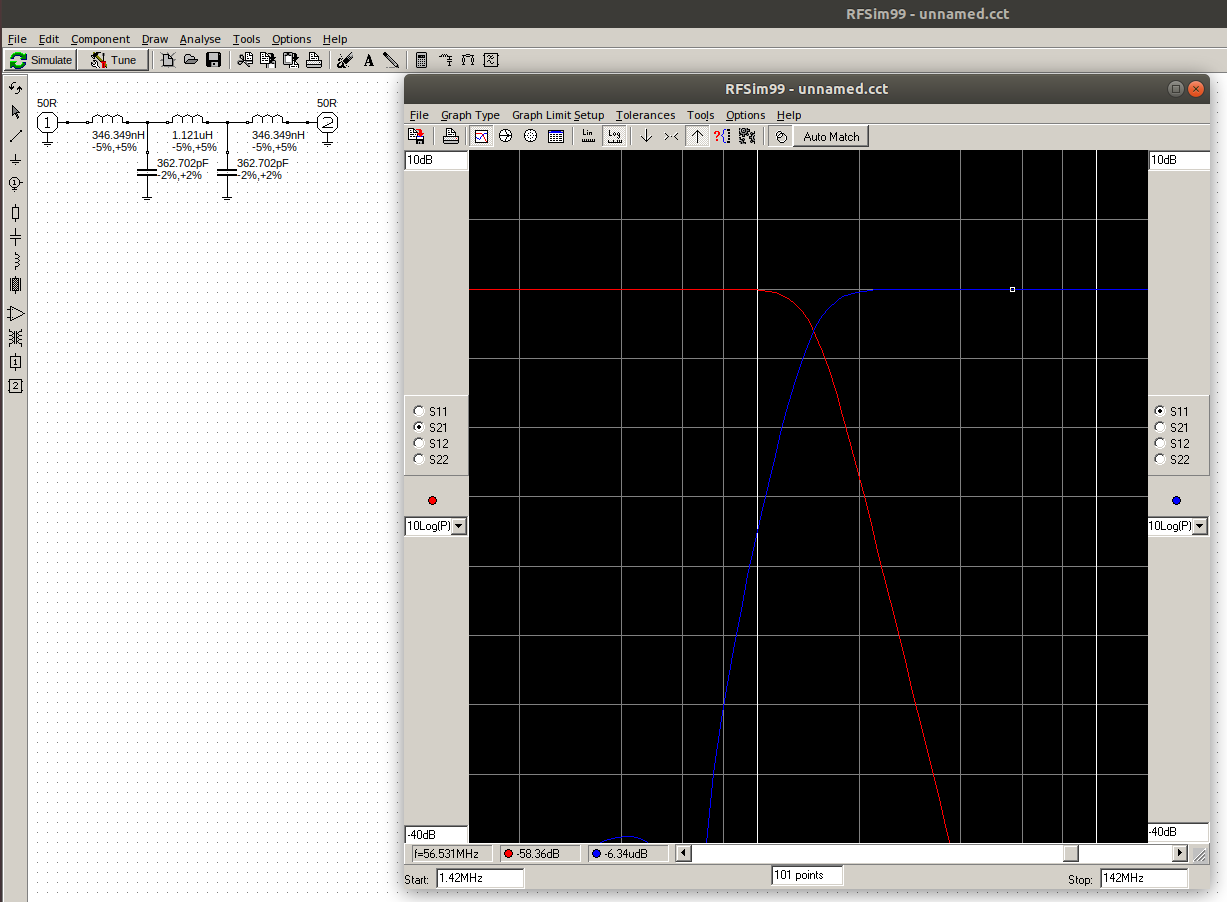 RFSim99 - unnamed.cct
File Edit Component Draw Analyse Tools Options Help
Simulate Tune
50R 50R
1 2
346.349nH 1.121uH 346.349nH
-5%,+5% -5%,+5% -5%,+5%
362.702pF 362.702pF
-2%,+2% -2%,+2%
1
1
2
RFSim99 - unnamed.cct
File Graph Type Graph Limit Setup Tolerances Tools Options Help
Lin Log Auto Match
10dB 10dB
S11 S11
S21 S21
S12 S12
S22 S22
10Log(P) 10Log(P)
-40dB -40dB
f=56.531MHz -58.36dB -6.34udB
Start: 1.42MHz 101 points Stop: 142MHz